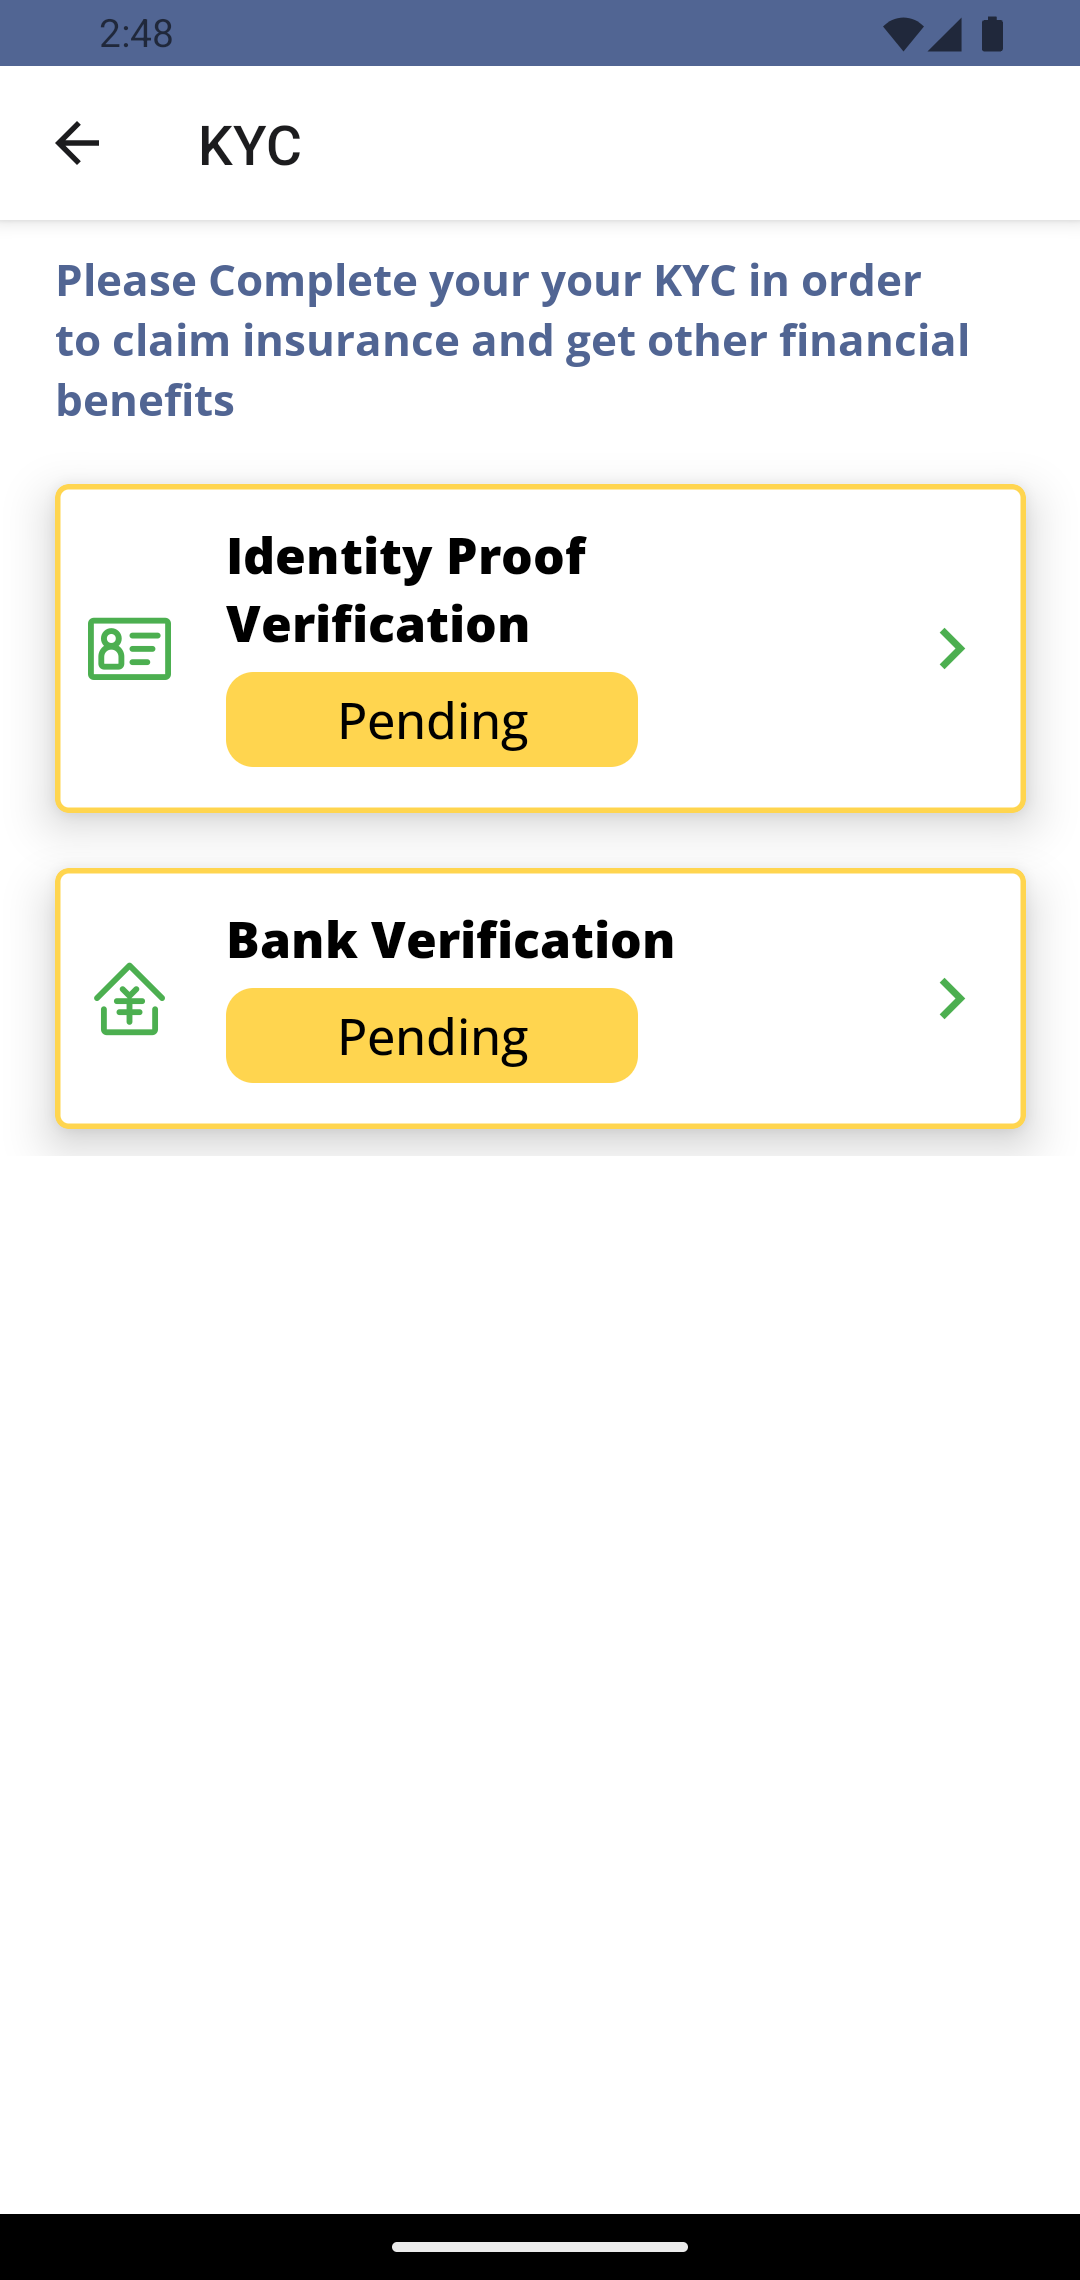 2:48
KYC
Please Complete your your KYC in order
to claim insurance and get other financial
benefits
Identity Proof
Verification
Pending
Bank Verification
Pending